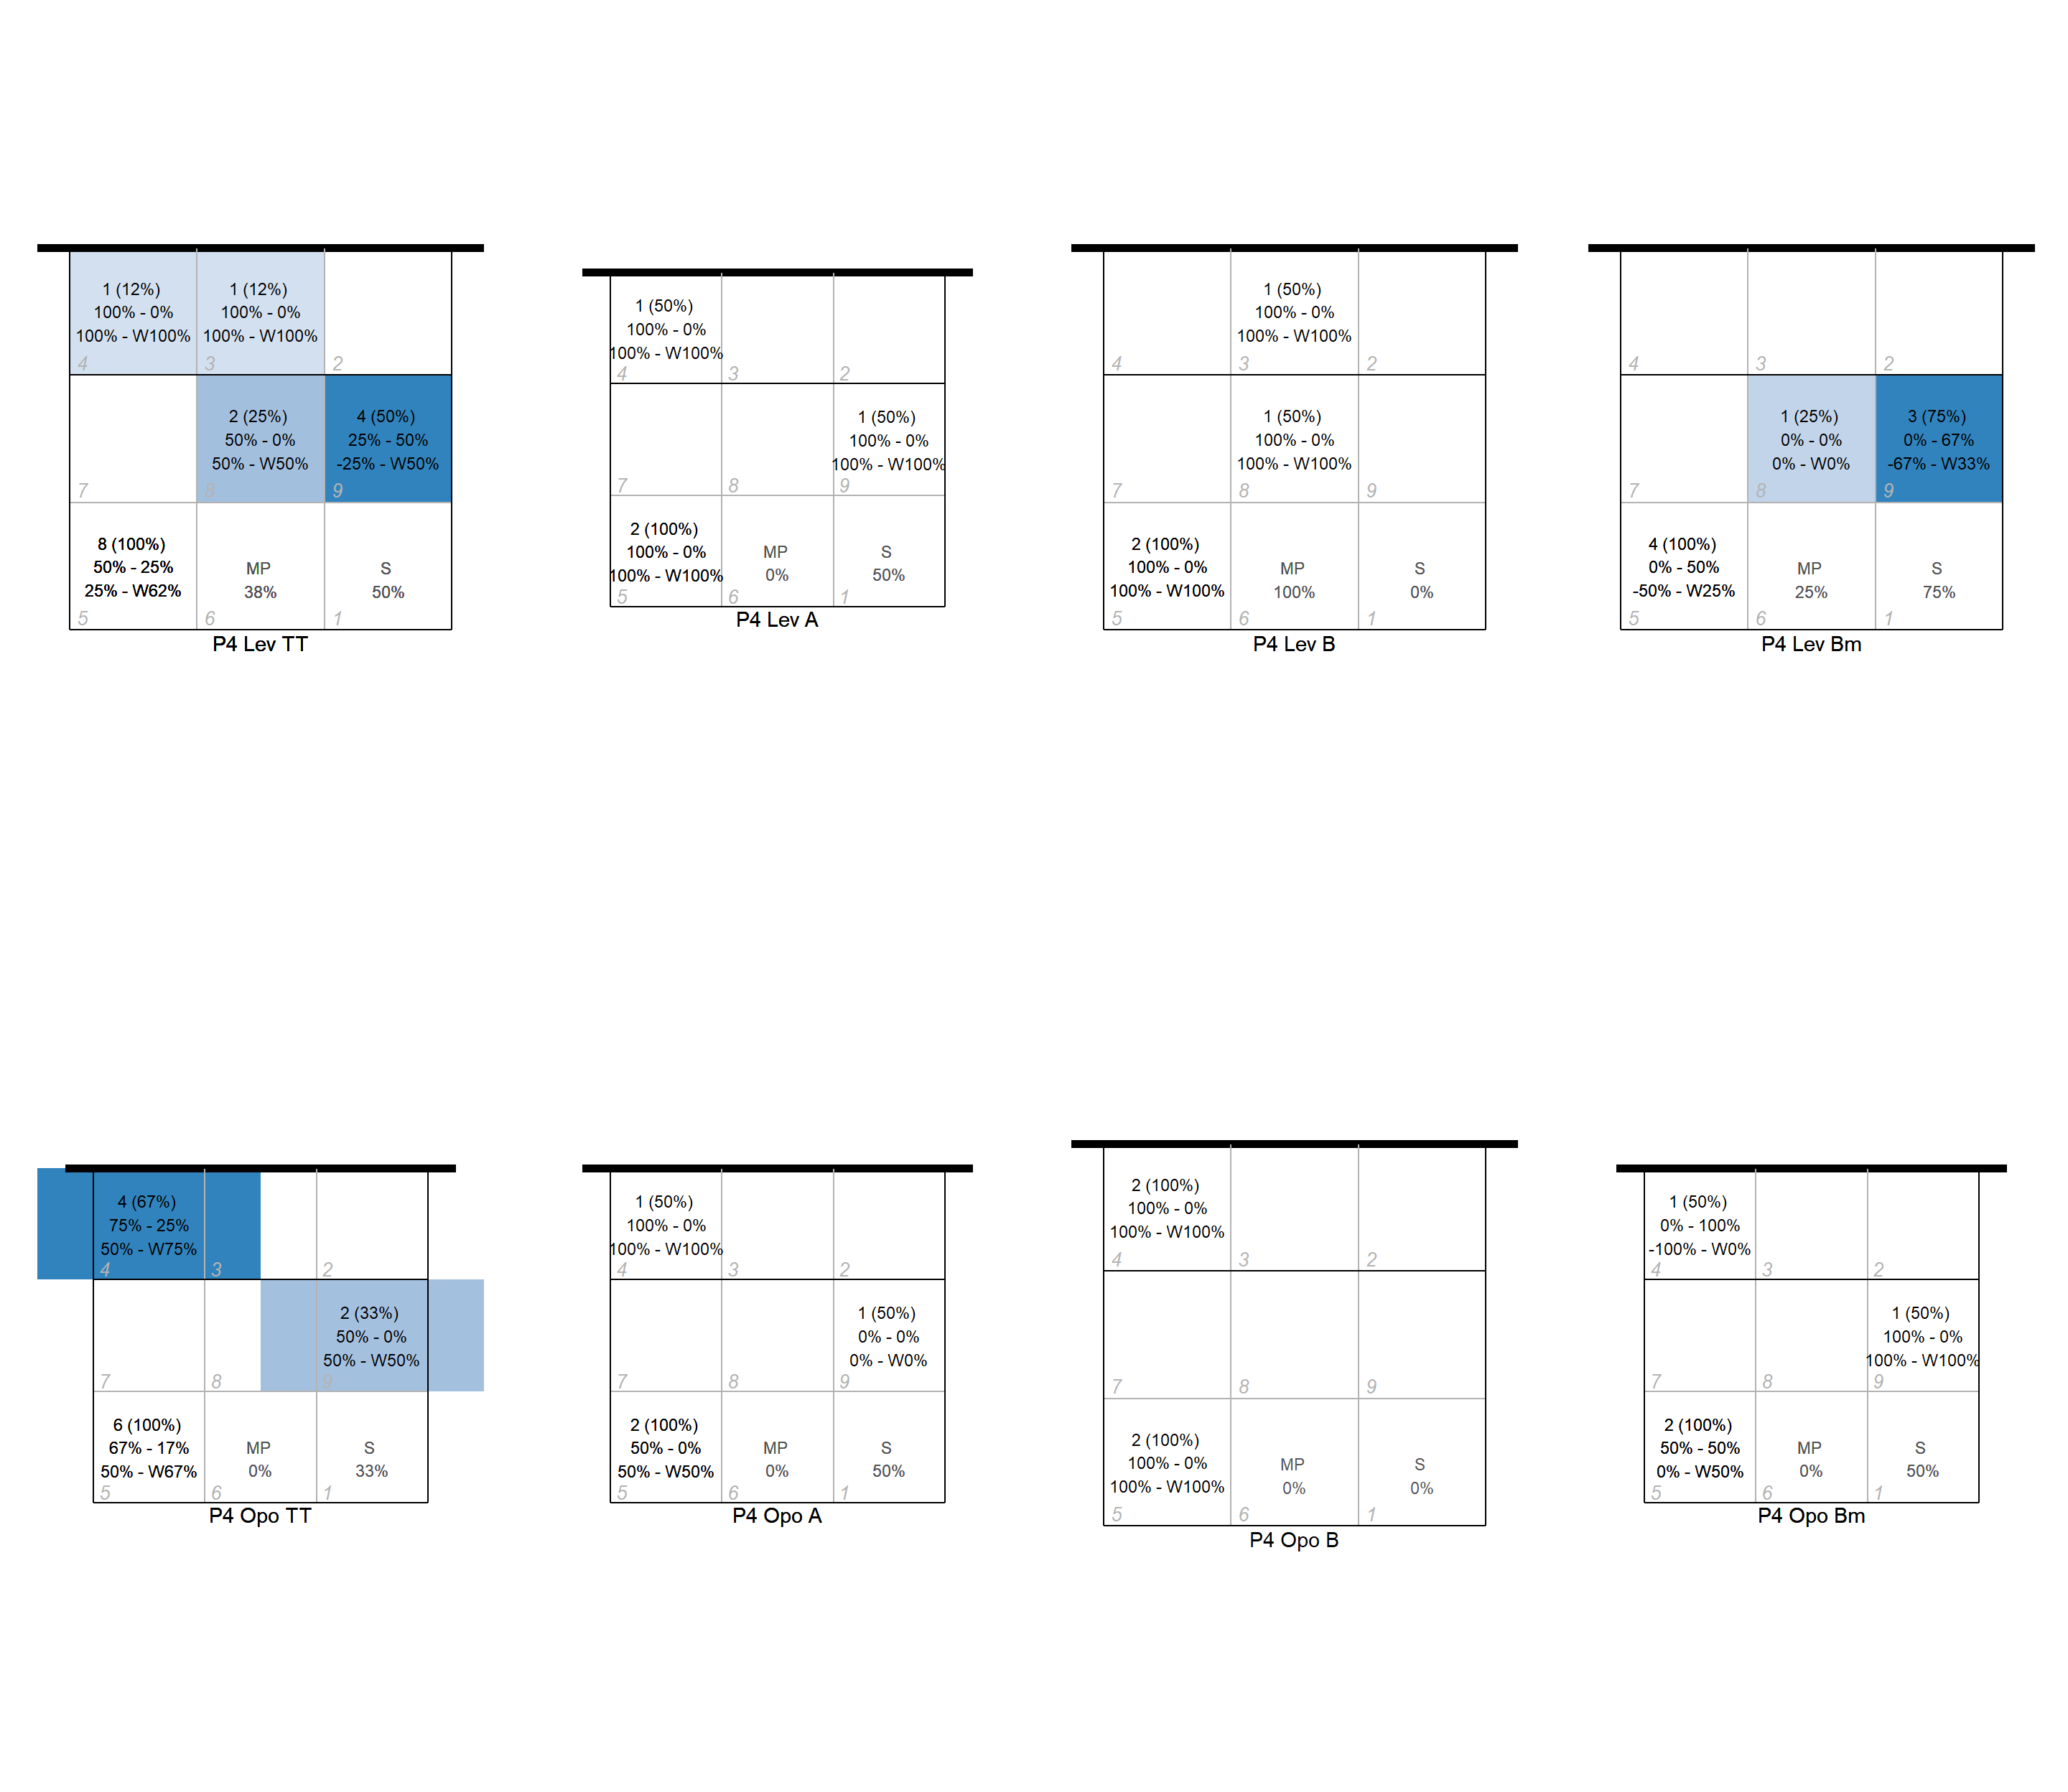 1 (12%)
100% - 0%
100% - W100%
4
1 (12%)
100% - 0%
100% - W100%
3
2
7
2 (25%)
50% - 0%
50% - W50%
8
4 (50%)
25% - 50%
-25% - W50%
9
8 (100%)
50% - 25%
25% - W62%
5
MP
38%
6
S
50%
1
P4 Lev TT
1 (50%)
100% - 0%
100% - W100%
4
3
2
7
8
1 (50%)
100% - 0%
100% - W100%
9
2 (100%)
100% - 0%
100% - W100%
5
MP
0%
6
S
50%
1
P4 Lev A
4
1 (50%)
100% - 0%
100% - W100%
3
2
7
1 (50%)
100% - 0%
100% - W100%
8
9
2 (100%)
100% - 0%
100% - W100%
5
MP
100%
6
S
0%
1
P4 Lev B
4
3
2
7
1 (25%)
0% - 0%
0% - W0%
8
3 (75%)
0% - 67%
-67% - W33%
9
4 (100%)
0% - 50%
-50% - W25%
5
MP
25%
6
S
75%
1
P4 Lev Bm
4 (67%)
75% - 25%
50% - W75%
4
3
2
7
8
2 (33%)
50% - 0%
50% - W50%
9
6 (100%)
67% - 17%
50% - W67%
5
MP
0%
6
S
33%
1
P4 Opo TT
1 (50%)
100% - 0%
100% - W100%
4
3
2
7
8
1 (50%)
0% - 0%
0% - W0%
9
2 (100%)
50% - 0%
50% - W50%
5
MP
0%
6
S
50%
1
P4 Opo A
2 (100%)
100% - 0%
100% - W100%
4
3
2
7
8
9
2 (100%)
100% - 0%
100% - W100%
5
MP
0%
6
S
0%
1
P4 Opo B
1 (50%)
0% - 100%
-100% - W0%
4
3
2
7
8
1 (50%)
100% - 0%
100% - W100%
9
2 (100%)
50% - 50%
0% - W50%
5
MP
0%
6
S
50%
1
P4 Opo Bm